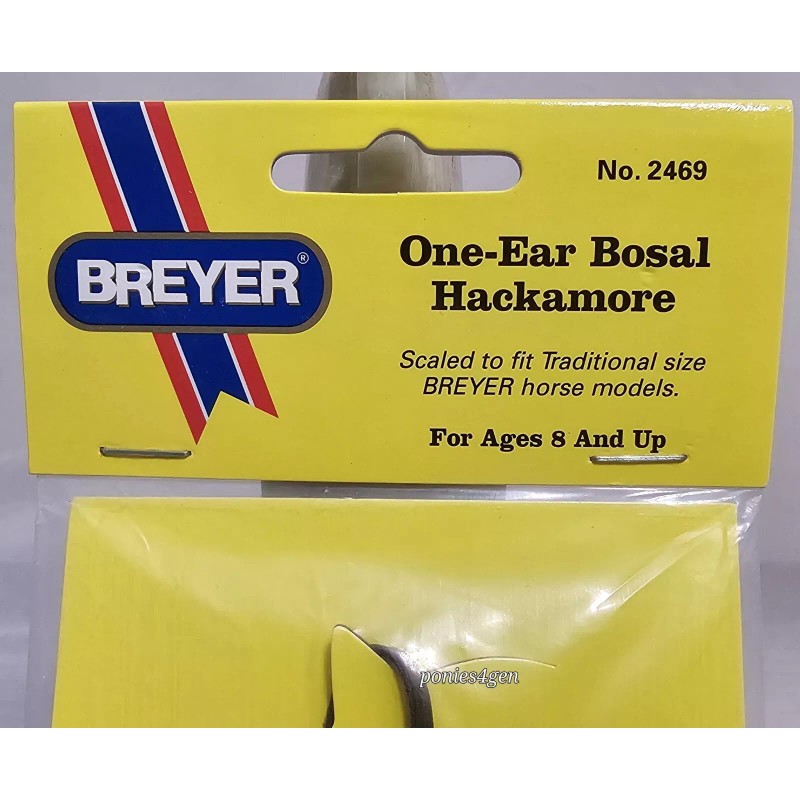 No. 2469
BREYER®
One-Ear Bosal
Hackamore
Scaled to fit Traditional size
BREYER horse models.
For Ages 8 And Up
ponies4gen